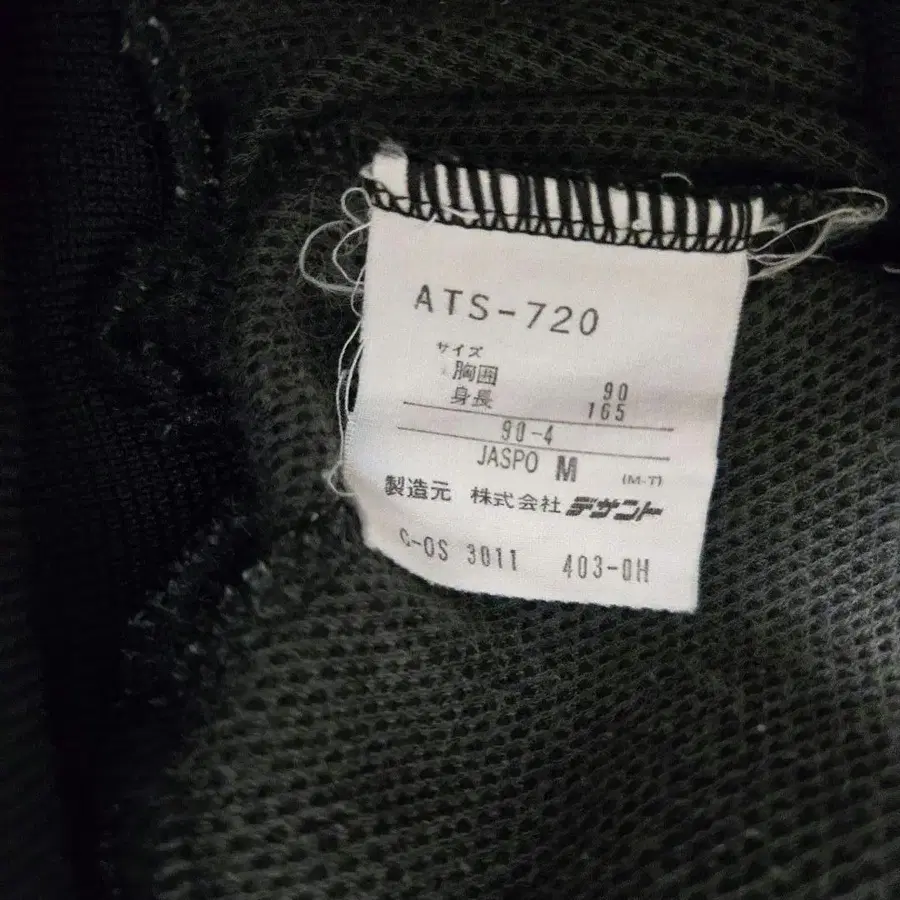 ATS-720
サイズ
胸囲 90
身長 165
90-4
JASPO M (M-T)
製造元 株式会社デサント
C-OS 3011 403-0H